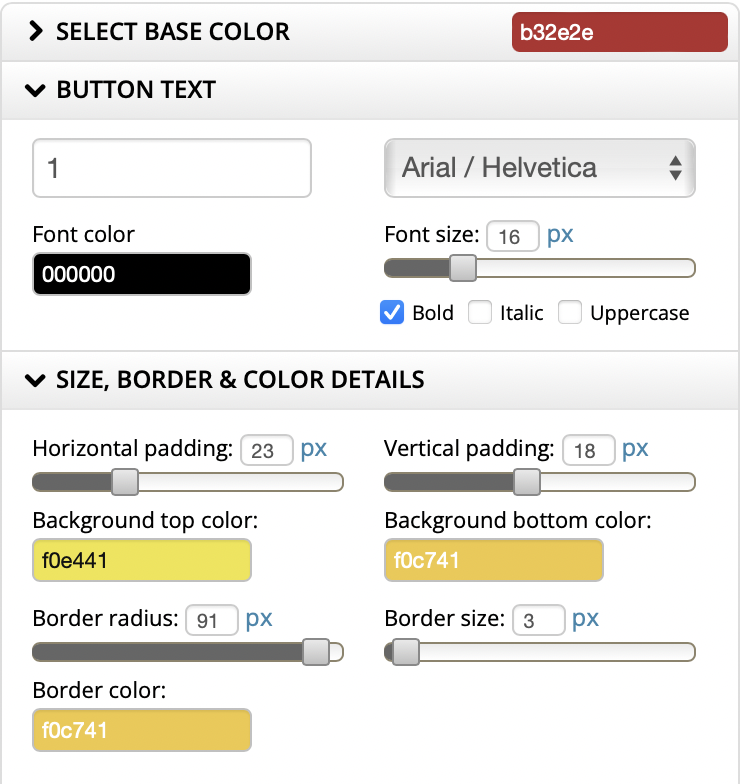 SELECT BASE COLOR b32e2e
BUTTON TEXT
1 Arial / Helvetica
Font color Font size: 16 px
000000
Bold Italic Uppercase
SIZE, BORDER & COLOR DETAILS
Horizontal padding: 23 px Vertical padding: 18 px
Background top color: Background bottom color:
f0e441 f0c741
Border radius: 91 px Border size: 3 px
Border color:
f0c741